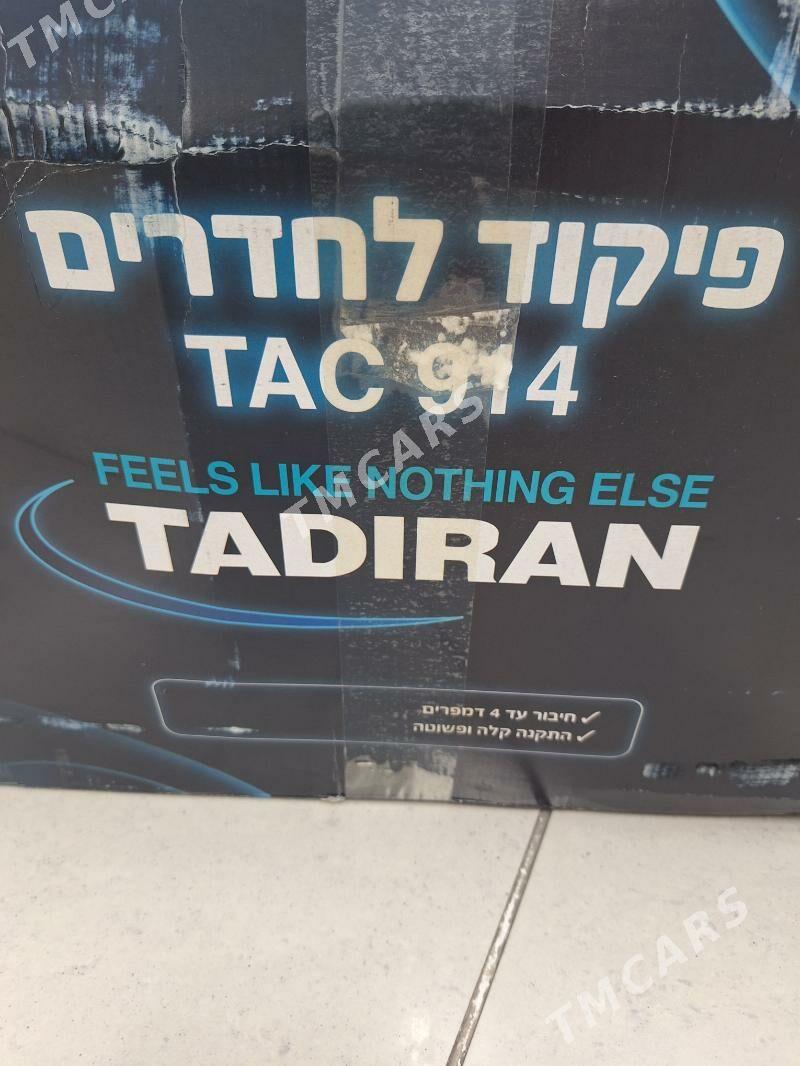 TMCARS
פיקוד לחדרים
TAC 914
TMCARS
FEELS LIKE NOTHING ELSE
TADIRAN
✓ חיבור עד 4 דמפרים
✓ התקנה קלה ופשוטה
TMCARS